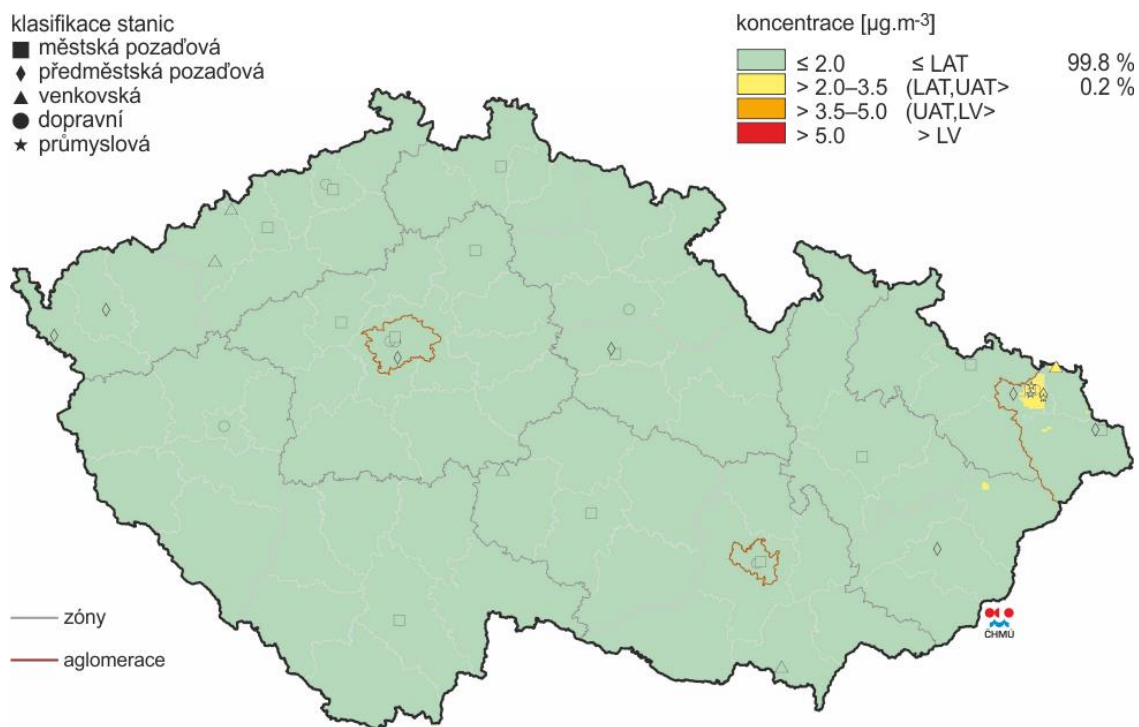 klasifikace stanic
městská pozaďová
předměstská pozaďová
venkovská
dopravní
průmyslová
koncentrace [µg.m-3]
≤ 2.0 ≤ LAT 99.8 %
> 2.0–3.5 (LAT,UAT> 0.2 %
> 3.5–5.0 (UAT,LV>
> 5.0 > LV
zóny
aglomerace
ČHMÚ